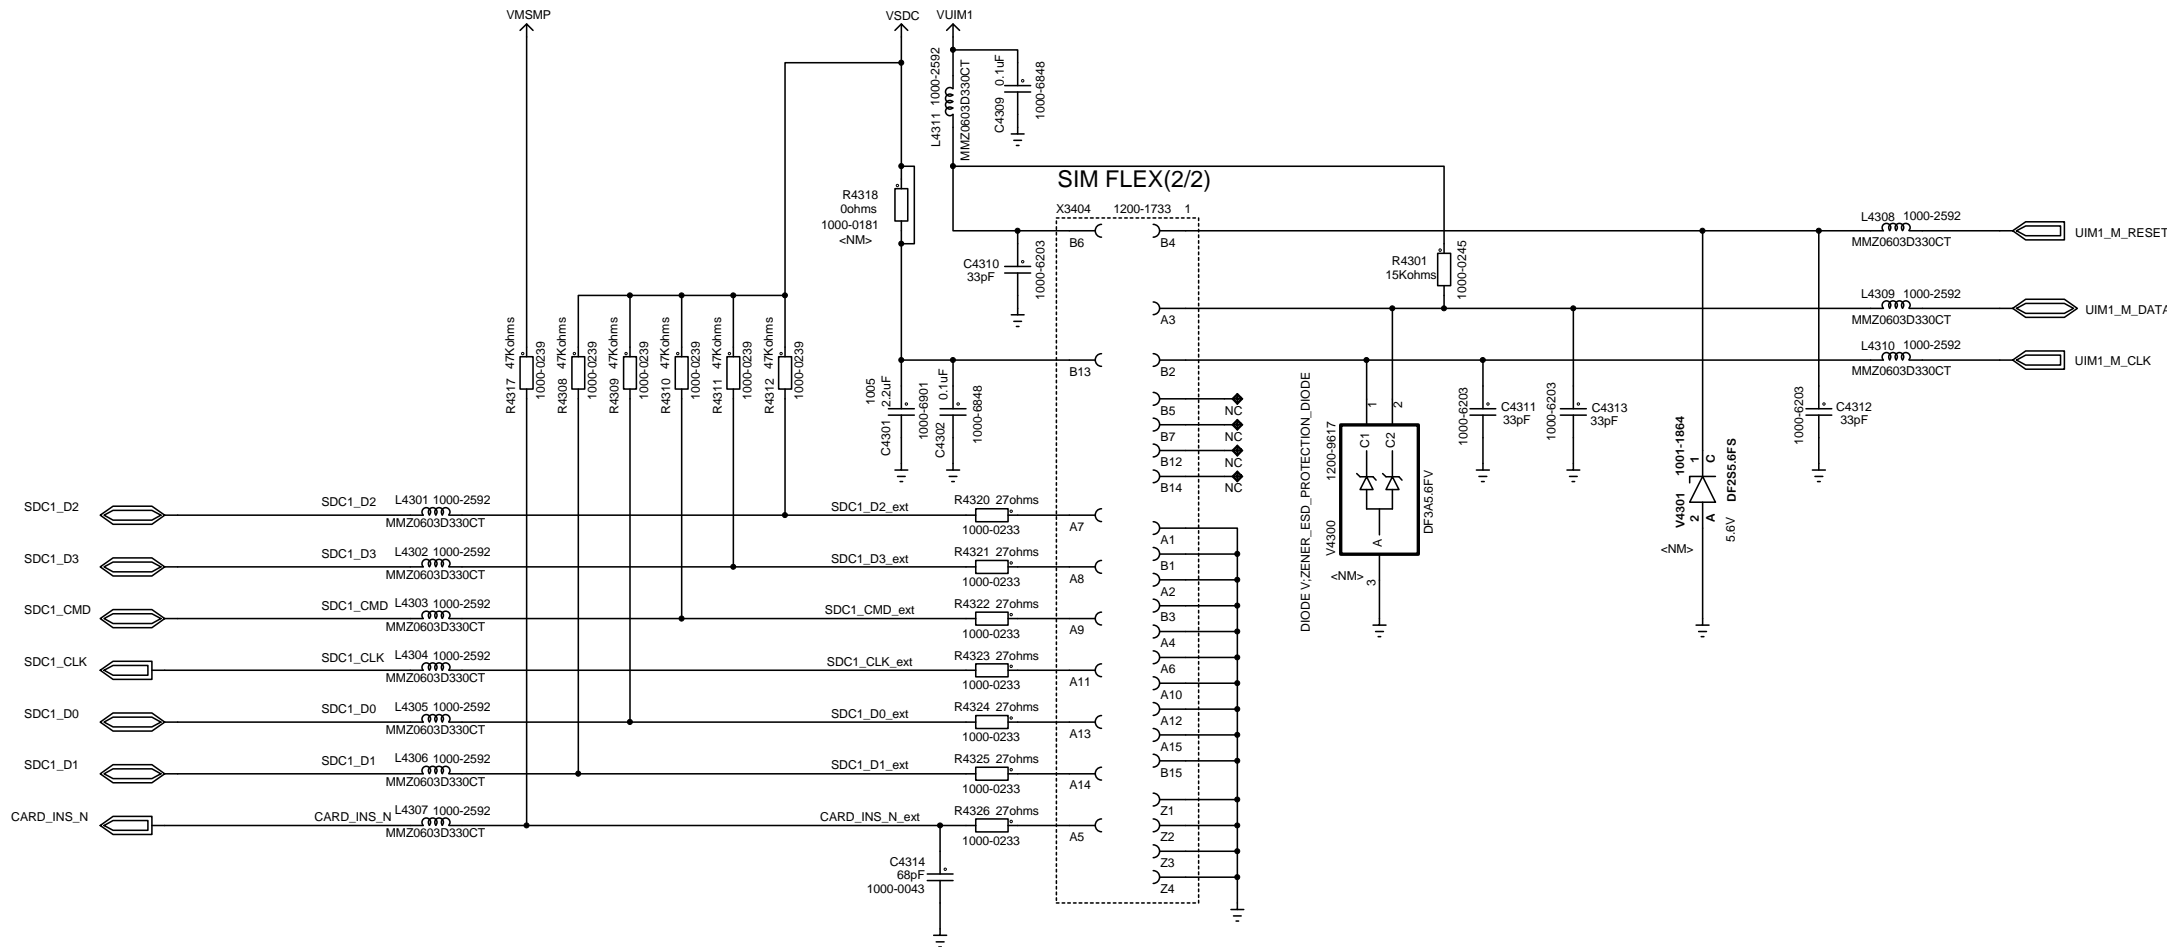 VMSMP
VSDC
VUIM1
L4311 1000-2592
MMZ0603D330CT
C4309 0.1uF
1000-6848
R4318
0ohms
1000-0181
<NM>
SIM FLEX(2/2)
X3404 1200-1733 1
B6
B4
C4310
33pF
1000-6203
R4301
15Kohms
1000-0245
L4308 1000-2592
MMZ0603D330CT
UIM1_M_RESET
A3
L4309 1000-2592
MMZ0603D330CT
UIM1_M_DATA
B13
B2
L4310 1000-2592
MMZ0603D330CT
UIM1_M_CLK
R4317 47Kohms
1000-0239
R4308 47Kohms
1000-0239
R4309 47Kohms
1000-0239
R4310 47Kohms
1000-0239
R4311 47Kohms
1000-0239
R4312 47Kohms
1000-0239
1005
C4301 2.2uF
1000-6901
C4302 0.1uF
1000-6848
B5
NC
B7
NC
B12
NC
B14
NC
DIODE V;ZENER_ESD_PROTECTION_DIODE
V4300 1200-9617
1
2
C1
C2
A
3
DF3A5.6FV
<NM>
1000-6203
C4311
33pF
1000-6203
C4313
33pF
1000-6203
C4312
33pF
V4301 1001-1864
1 C
2 A
DF2S5.6FS
5.6V
<NM>
SDC1_D2
SDC1_D2
L4301 1000-2592
MMZ0603D330CT
SDC1_D2_ext
R4320 27ohms
1000-0233
A7
SDC1_D3
SDC1_D3
L4302 1000-2592
MMZ0603D330CT
SDC1_D3_ext
R4321 27ohms
1000-0233
A8
SDC1_CMD
SDC1_CMD
L4303 1000-2592
MMZ0603D330CT
SDC1_CMD_ext
R4322 27ohms
1000-0233
A9
SDC1_CLK
SDC1_CLK
L4304 1000-2592
MMZ0603D330CT
SDC1_CLK_ext
R4323 27ohms
1000-0233
A11
SDC1_D0
SDC1_D0
L4305 1000-2592
MMZ0603D330CT
SDC1_D0_ext
R4324 27ohms
1000-0233
A13
SDC1_D1
SDC1_D1
L4306 1000-2592
MMZ0603D330CT
SDC1_D1_ext
R4325 27ohms
1000-0233
A14
CARD_INS_N
CARD_INS_N
L4307 1000-2592
MMZ0603D330CT
CARD_INS_N_ext
R4326 27ohms
1000-0233
A5
A1
B1
A2
B3
A4
A6
A10
A12
A15
B15
Z1
Z2
Z3
Z4
C4314
68pF
1000-0043